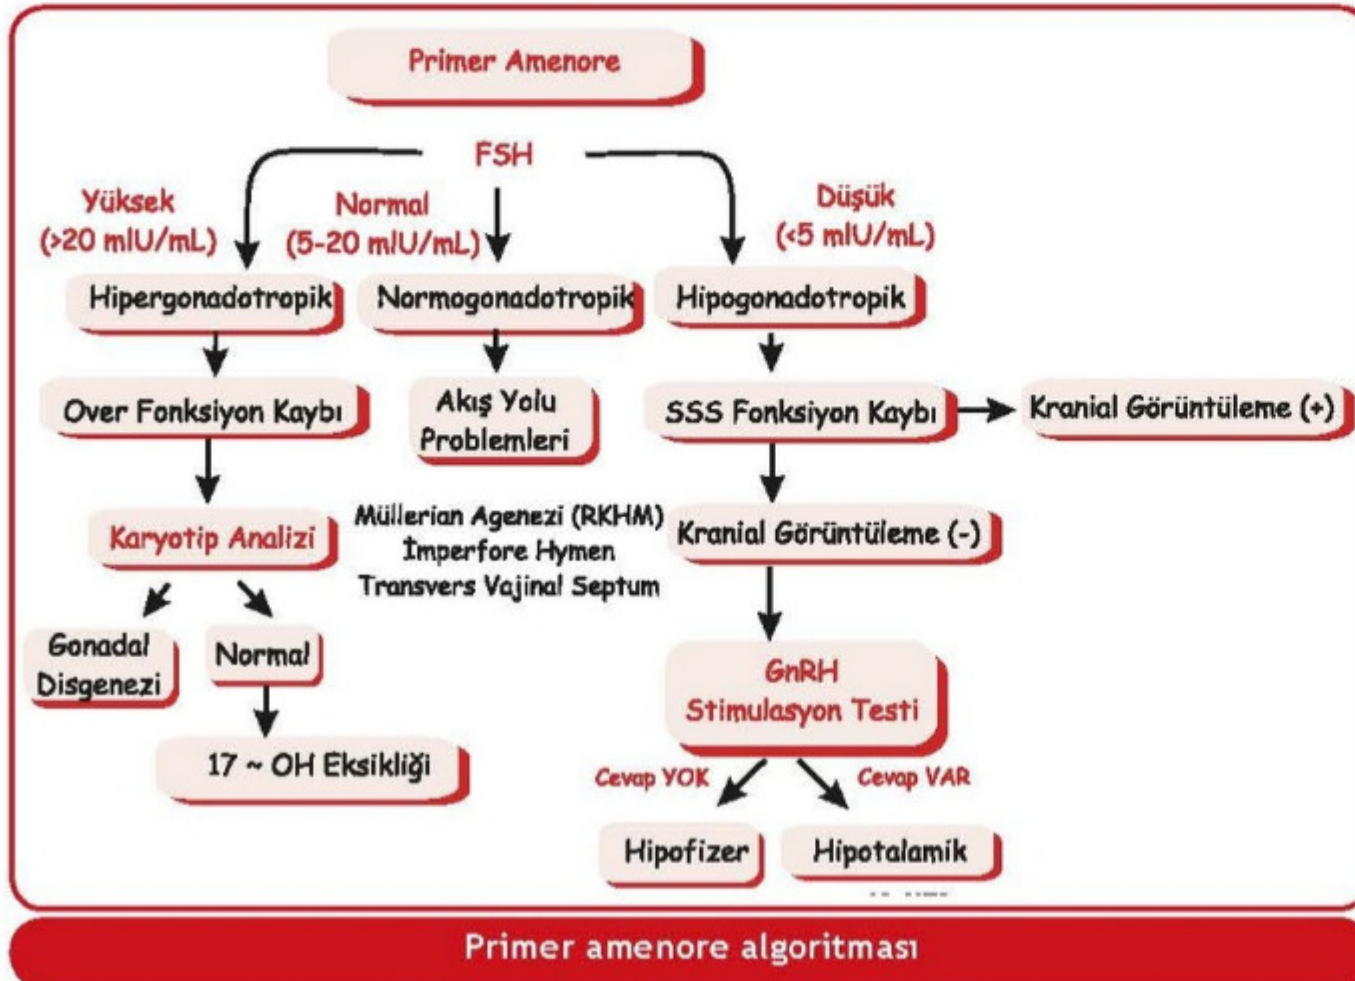 Primer Amenore
FSH
Yüksek
(>20 mIU/mL)
Normal
(5-20 mIU/mL)
Düşük
(<5 mIU/mL)
Hipergonadotropik
Normogonadotropik
Hipogonadotropik
Over Fonksiyon Kaybı
Akış Yolu
Problemleri
SSS Fonksiyon Kaybı
Kranial Görüntüleme (+)
Karyotip Analizi
Müllerian Agenezi (RKHM)
İmperfore Hymen
Transvers Vajinal Septum
Kranial Görüntüleme (-)
Gonadal
Disgenezi
Normal
GnRH
Stimulasyon Testi
17 ~ OH Eksikliği
Cevap YOK
Cevap VAR
Hipofizer
Hipotalamik
Primer amenore algoritması